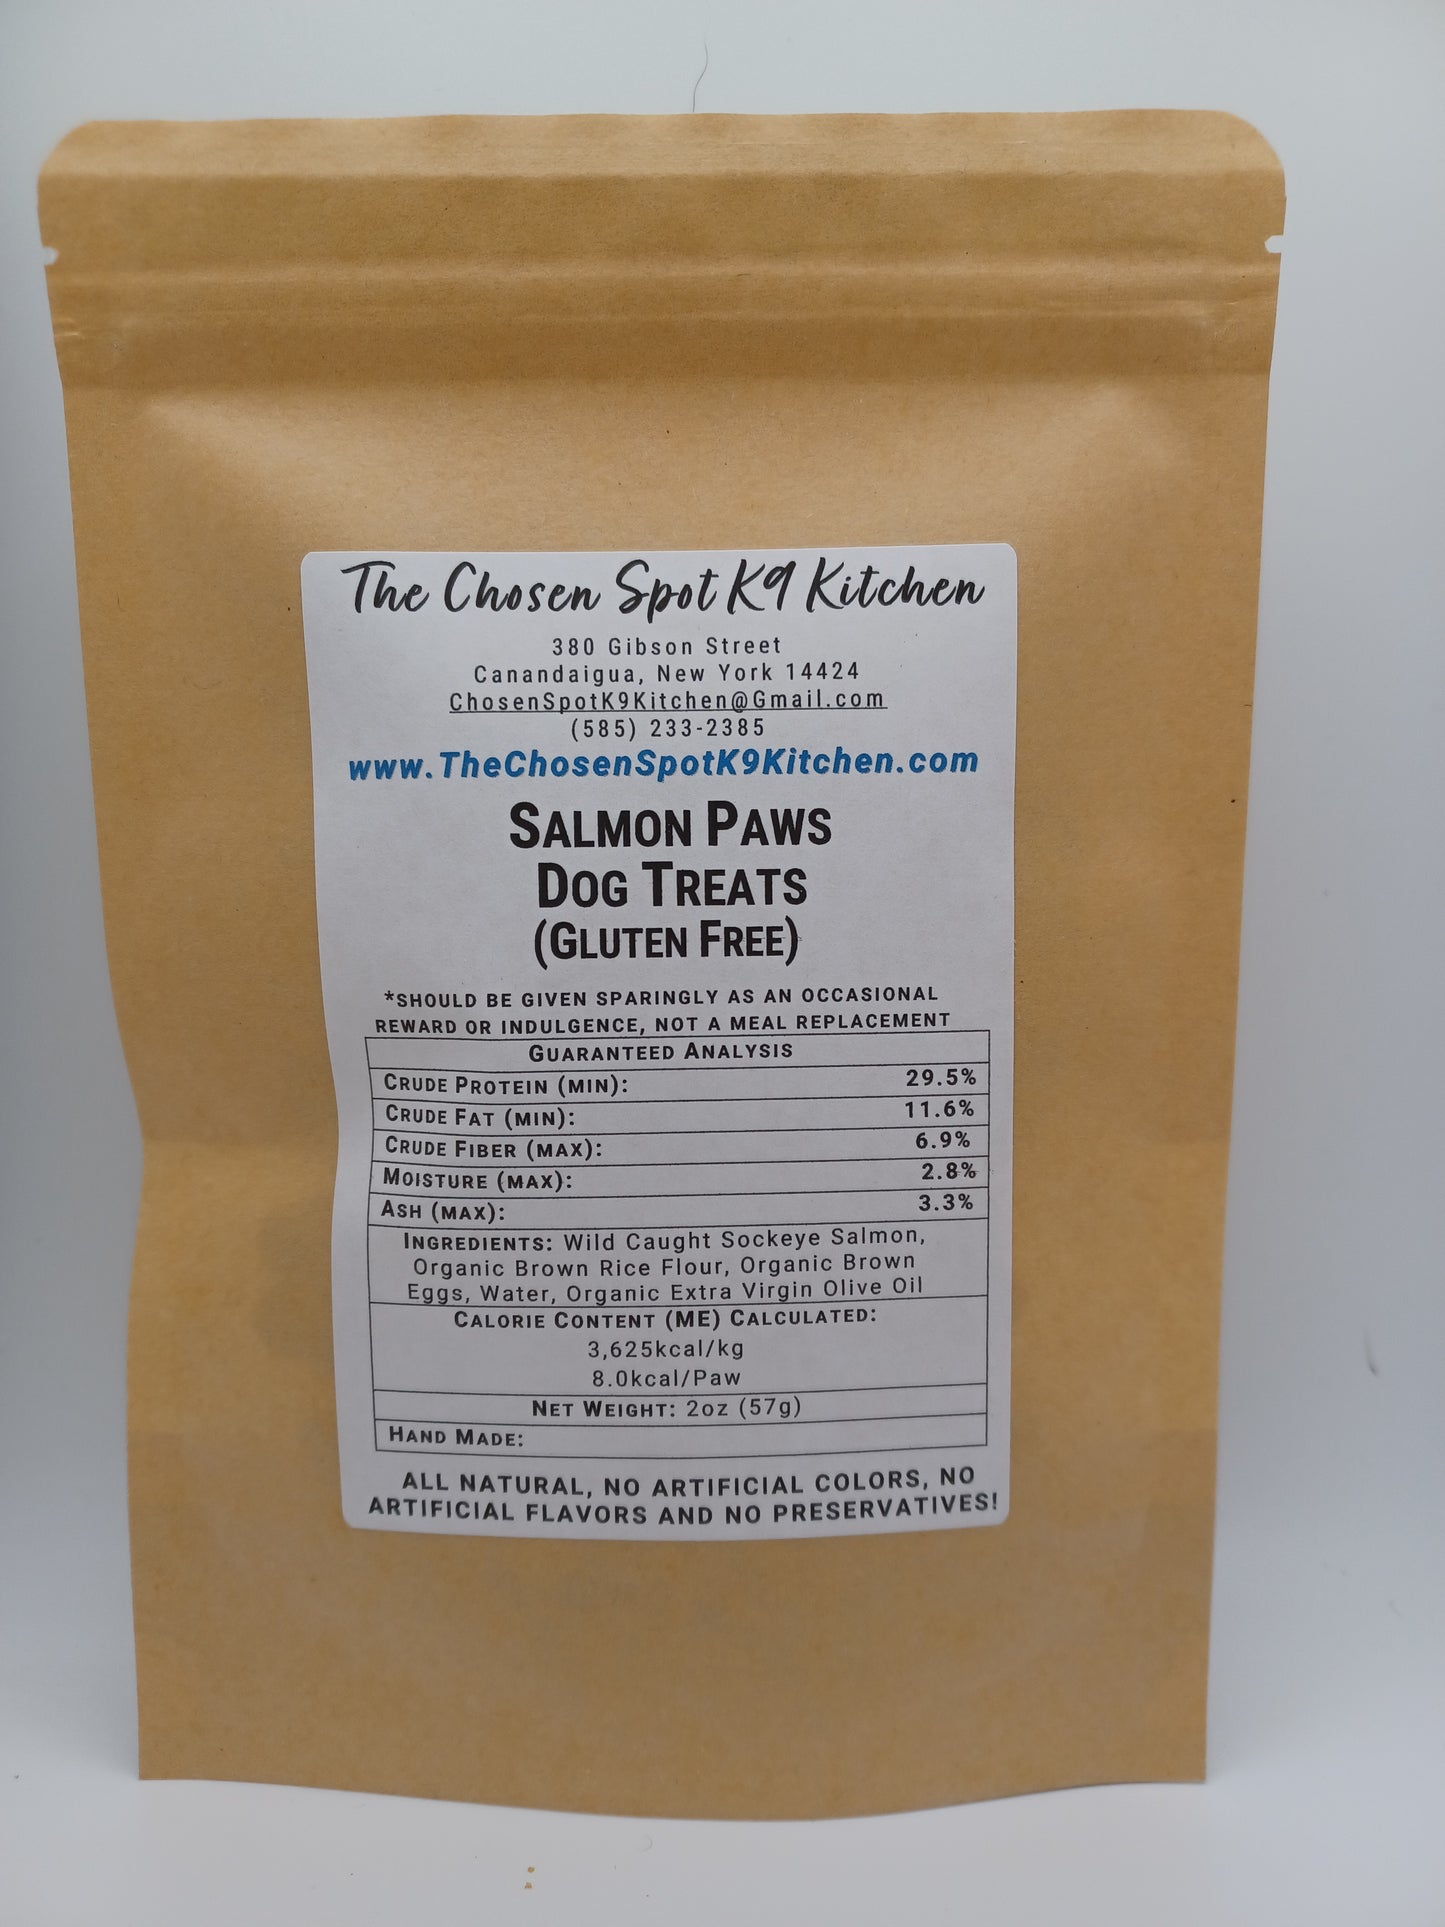 The Chosen Spot K9 Kitchen
380 Gibson Street
Canandaigua, New York 14424
ChosenSpotK9Kitchen@Gmail.com
(585) 233-2385
www.TheChosenSpotK9Kitchen.com
SALMON PAWS
DOG TREATS
(GLUTEN FREE)
*SHOULD BE GIVEN SPARINGLY AS AN OCCASIONAL
REWARD OR INDULGENCE, NOT A MEAL REPLACEMENT
GUARANTEED ANALYSIS
CRUDE PROTEIN (MIN): 29.5%
CRUDE FAT (MIN): 11.6%
CRUDE FIBER (MAX): 6.9%
MOISTURE (MAX): 2.8%
ASH (MAX): 3.3%
INGREDIENTS: Wild Caught Sockeye Salmon,
Organic Brown Rice Flour, Organic Brown
Eggs, Water, Organic Extra Virgin Olive Oil
CALORIE CONTENT (ME) CALCULATED:
3,625kcal/kg
8.0kcal/Paw
NET WEIGHT: 2oz (57g)
HAND MADE:
ALL NATURAL, NO ARTIFICIAL COLORS, NO
ARTIFICIAL FLAVORS AND NO PRESERVATIVES!